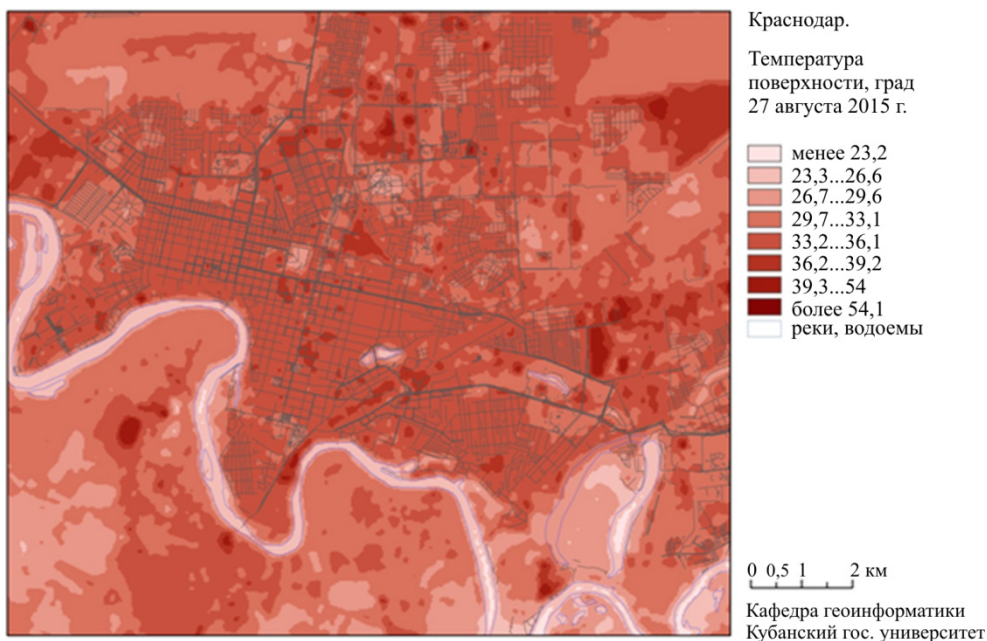 Краснодар.
Температура
поверхности, град
27 августа 2015 г.
менее 23,2
23,3...26,6
26,7...29,6
29,7...33,1
33,2...36,1
36,2...39,2
39,3...54
более 54,1
реки, водоемы
0 0,5 1 2 км
Кафедра геоинформатики
Кубанский гос. университет